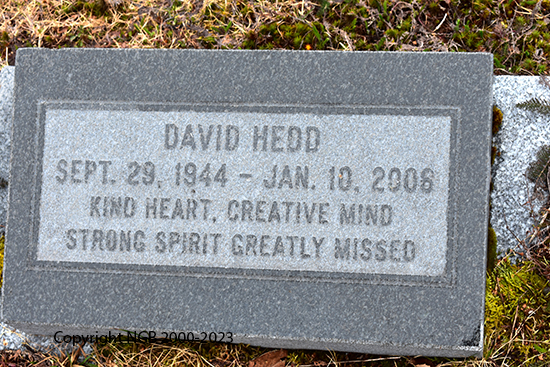 DAVID HEDD
SEPT. 29, 1944 - JAN. 10, 2006
KIND HEART, CREATIVE MIND
STRONG SPIRIT GREATLY MISSED
Copyright NGP 2000-2023